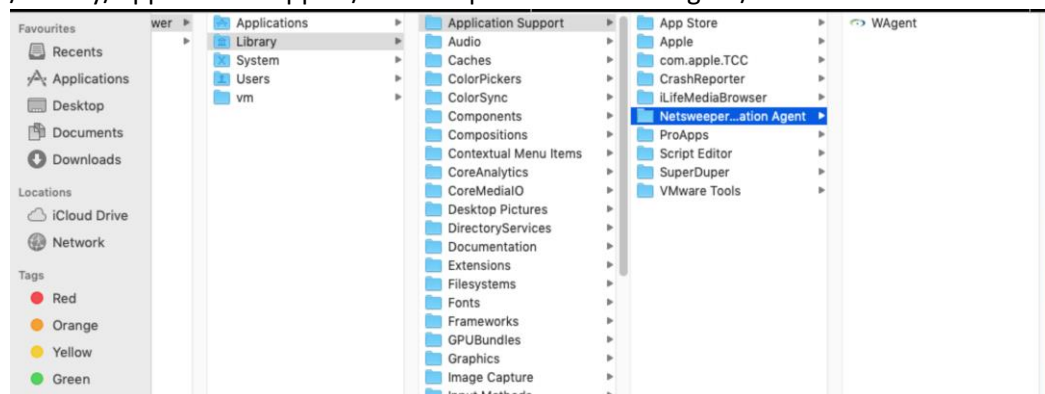 Favourites
Recents
Applications
Desktop
Documents
Downloads
Locations
iCloud Drive
Network
Tags
Red
Orange
Yellow
Green
wer
Applications
Library
System
Users
vm
Application Support
Audio
Caches
ColorPickers
ColorSync
Components
Compositions
Contextual Menu Items
CoreAnalytics
CoreMediaIO
Desktop Pictures
DirectoryServices
Documentation
Extensions
Filesystems
Fonts
Frameworks
GPUBundles
Graphics
Image Capture
App Store
Apple
com.apple.TCC
CrashReporter
iLifeMediaBrowser
Netsweeper...ation Agent
ProApps
Script Editor
SuperDuper
VMware Tools
WAgent